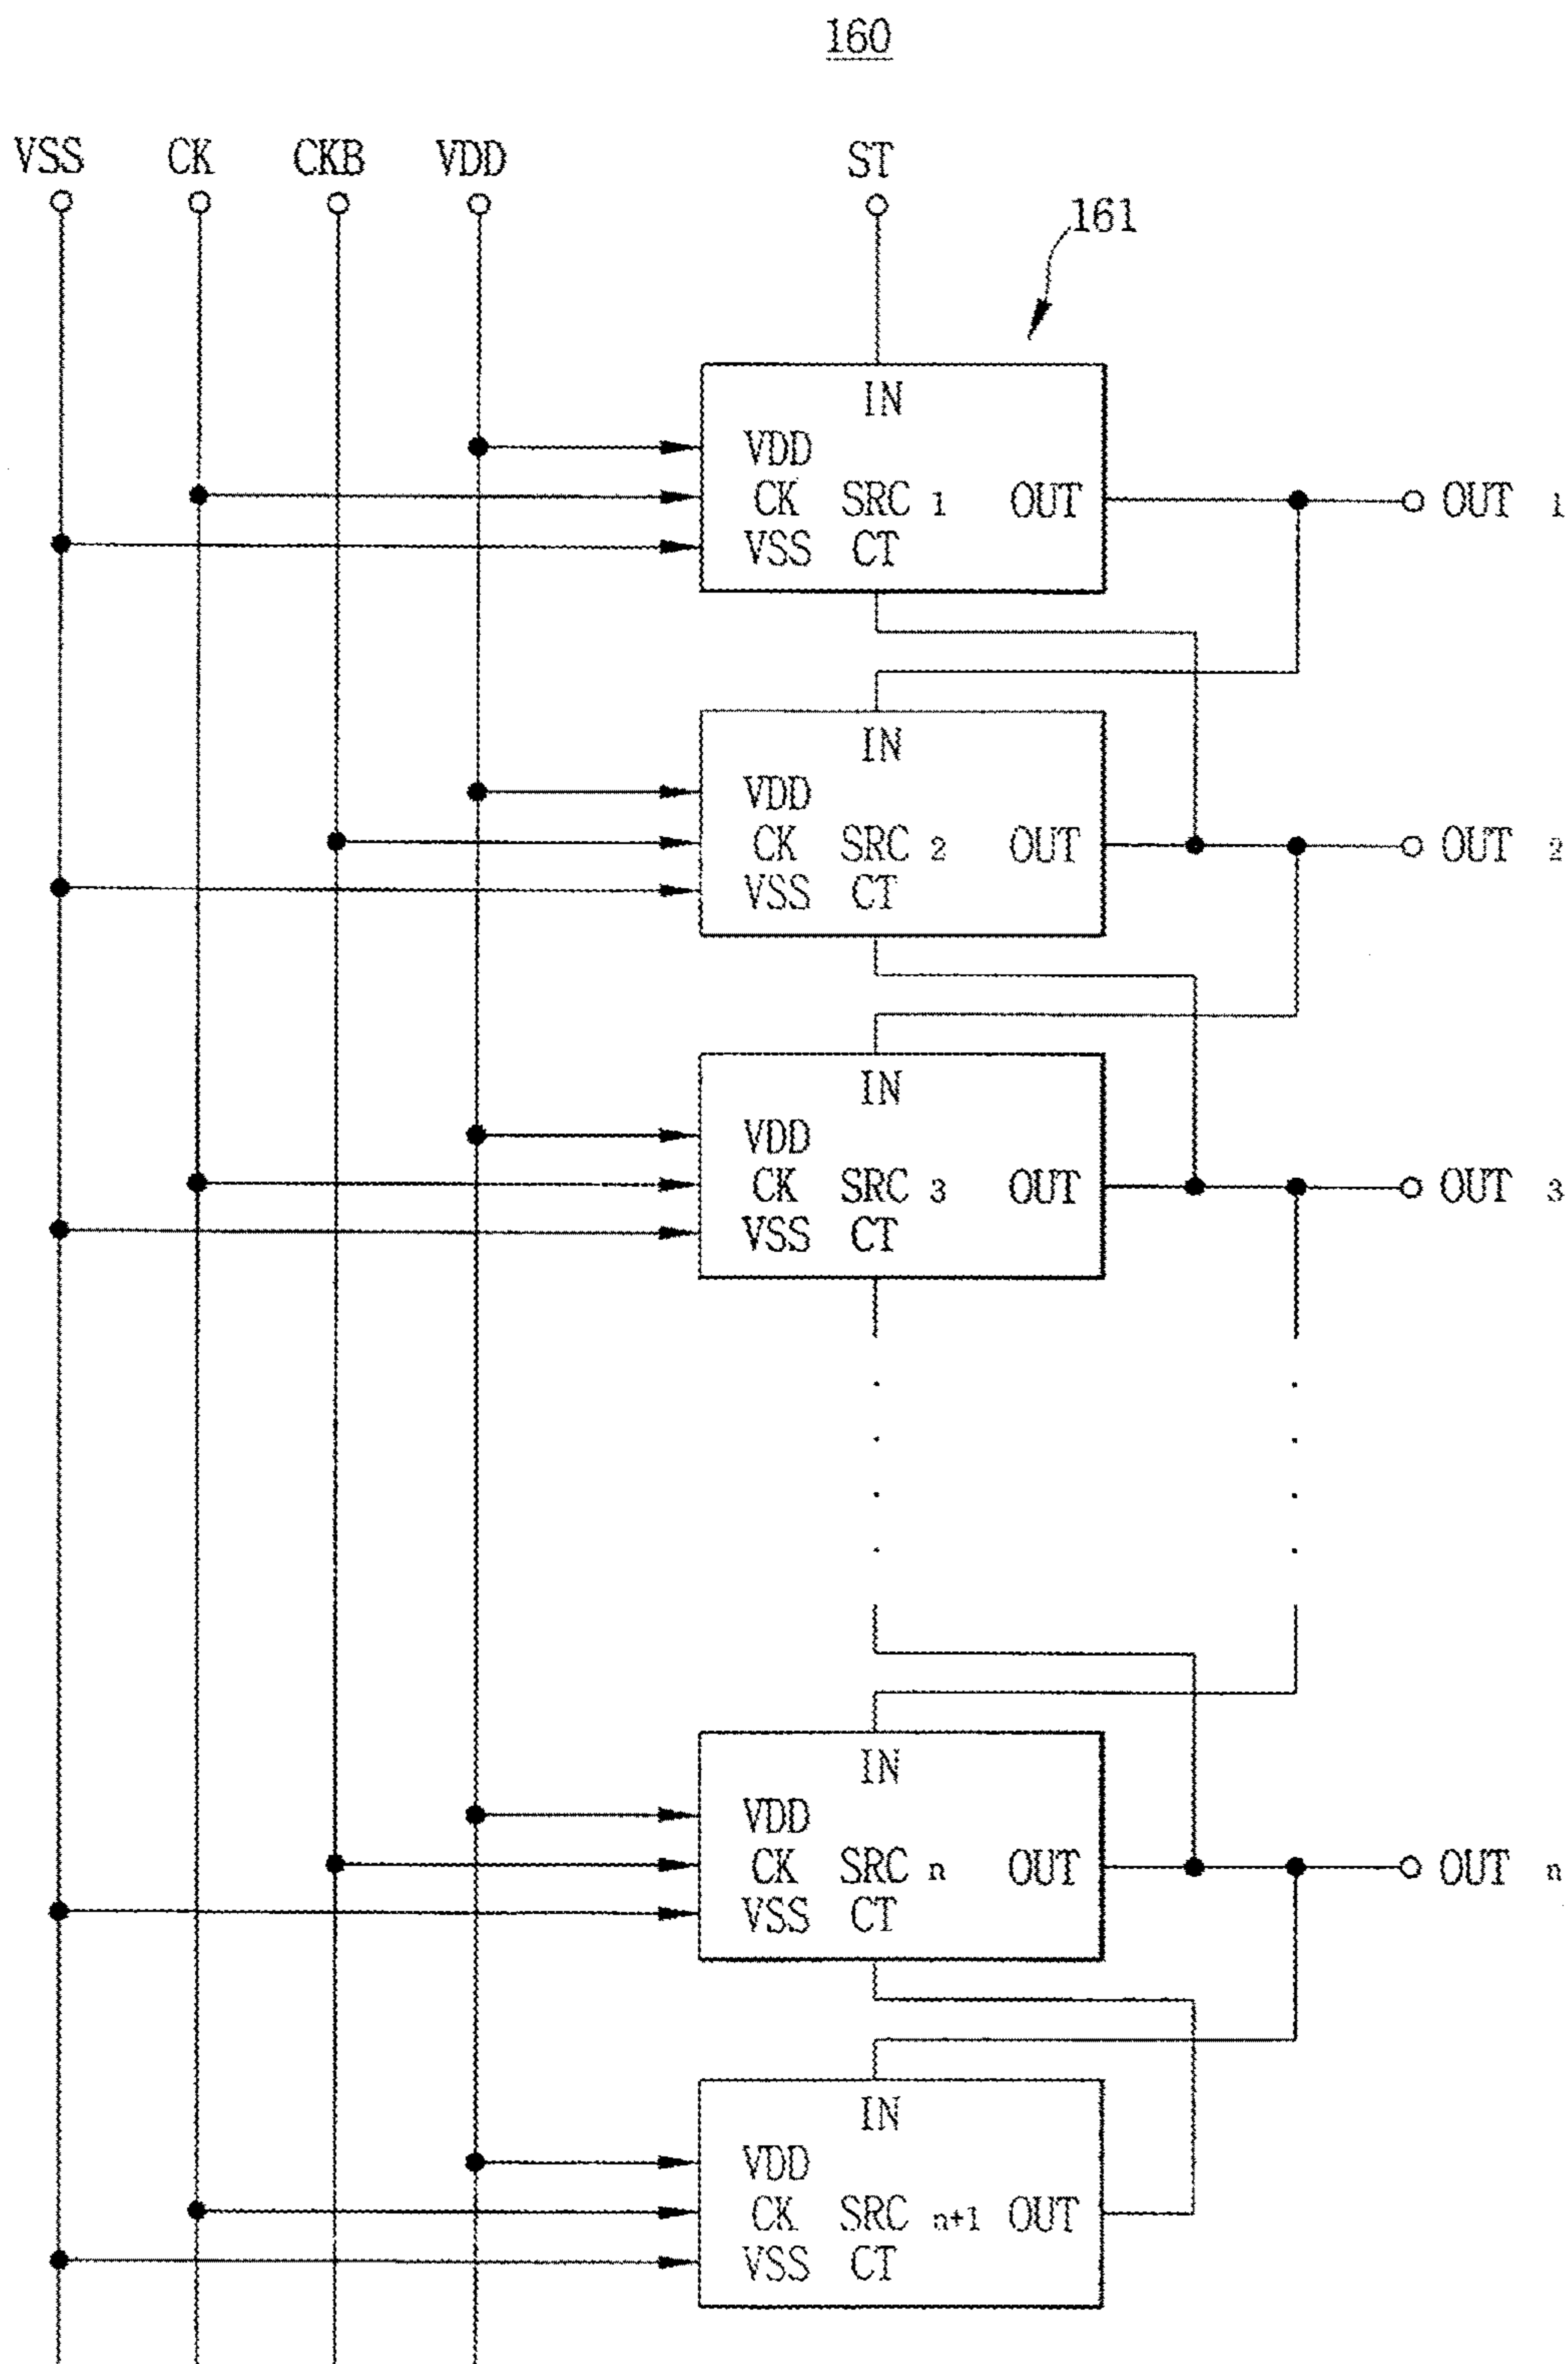 160
VSS CK CKB VDD ST
161
IN
VDD
CK SRC 1 OUT OUT 1
VSS CT
IN
VDD
CK SRC 2 OUT OUT 2
VSS CT
IN
VDD
CK SRC 3 OUT OUT 3
VSS CT
IN
VDD
CK SRC n OUT OUT n
VSS CT
IN
VDD
CK SRC n+1 OUT
VSS CT